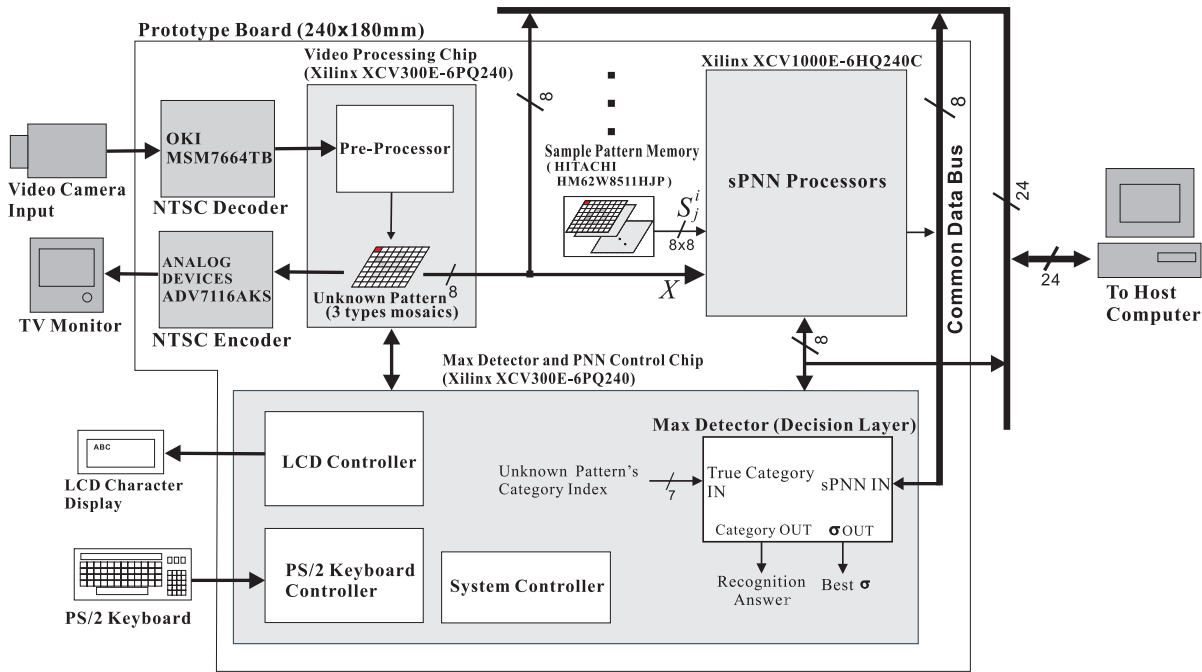 Prototype Board (240x180mm)
Video Processing Chip
(Xilinx XCV300E-6PQ240)
Xilinx XCV1000E-6HQ240C
OKI
MSM7664TB
Pre-Processor
8
8
Sample Pattern Memory
( HITACHI
HM62W8511HJP )
sPNN Processors
Video Camera
Input
NTSC Decoder
S_j^i
8x8
24
Common Data Bus
ANALOG
DEVICES
ADV7116AKS
8
X
24
Unknown Pattern
(3 types mosaics)
To Host
Computer
TV Monitor
NTSC Encoder
8
Max Detector and PNN Control Chip
(Xilinx XCV300E-6PQ240)
Max Detector (Decision Layer)
ABC
LCD Controller
Unknown Pattern's
Category Index
7
True Category
IN
sPNN IN
LCD Character
Display
Category OUT
σ OUT
PS/2 Keyboard
Controller
System Controller
Recognition
Answer
Best σ
PS/2 Keyboard